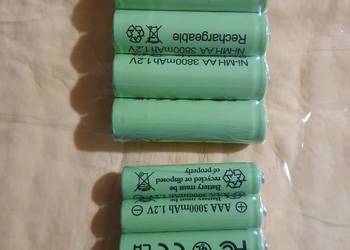 Rechargeable
Ni-MH AA 3800mAh 1.2V
Ni-MH AA 3800mAh 1.2V
Battery must be
recycled or disposed
of properly
AAA 3000mAh 1.2V